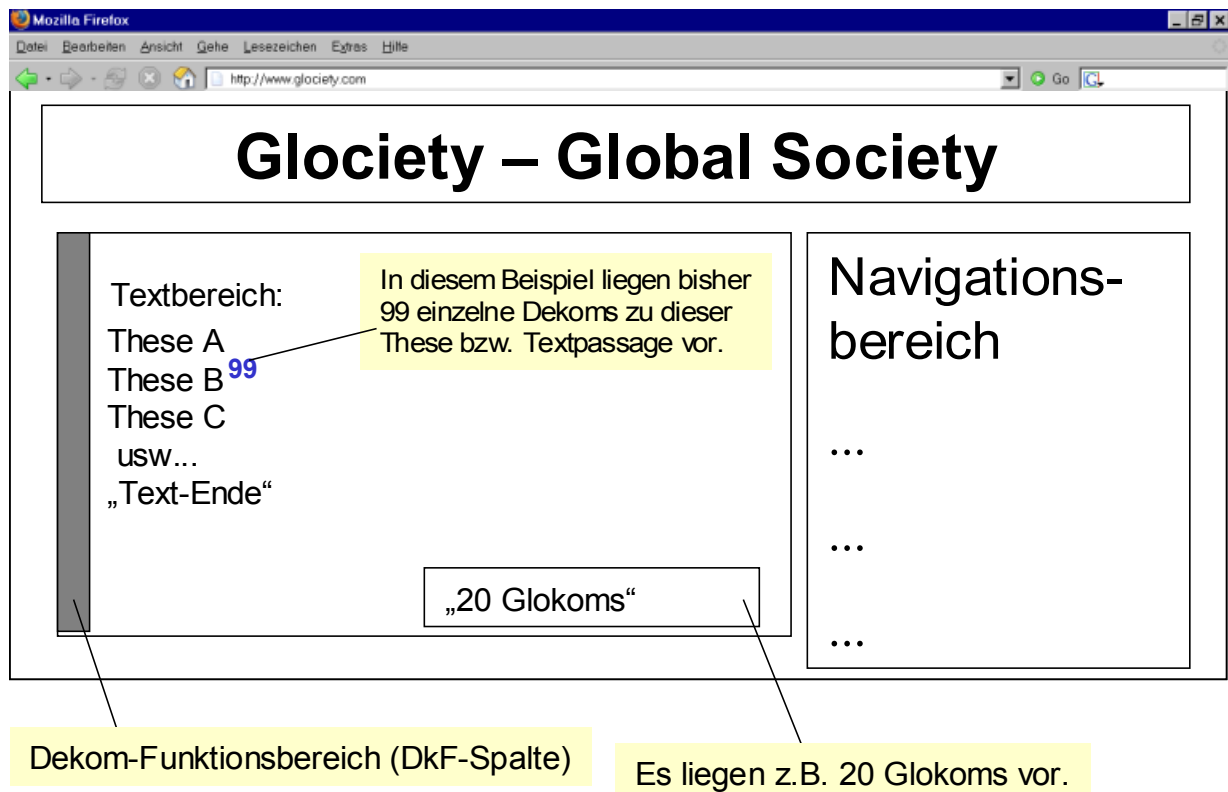 Mozilla Firefox
Datei Bearbeiten Ansicht Gehe Lesezeichen Extras Hilfe
http://www.glociety.com
Go
Glociety – Global Society
Textbereich:
These A
These B 99
These C
usw...
„Text-Ende“
In diesem Beispiel liegen bisher
99 einzelne Dekoms zu dieser
These bzw. Textpassage vor.
„20 Glokoms“
Navigations-
bereich
...
...
...
Dekom-Funktionsbereich (DkF-Spalte)
Es liegen z.B. 20 Glokoms vor.